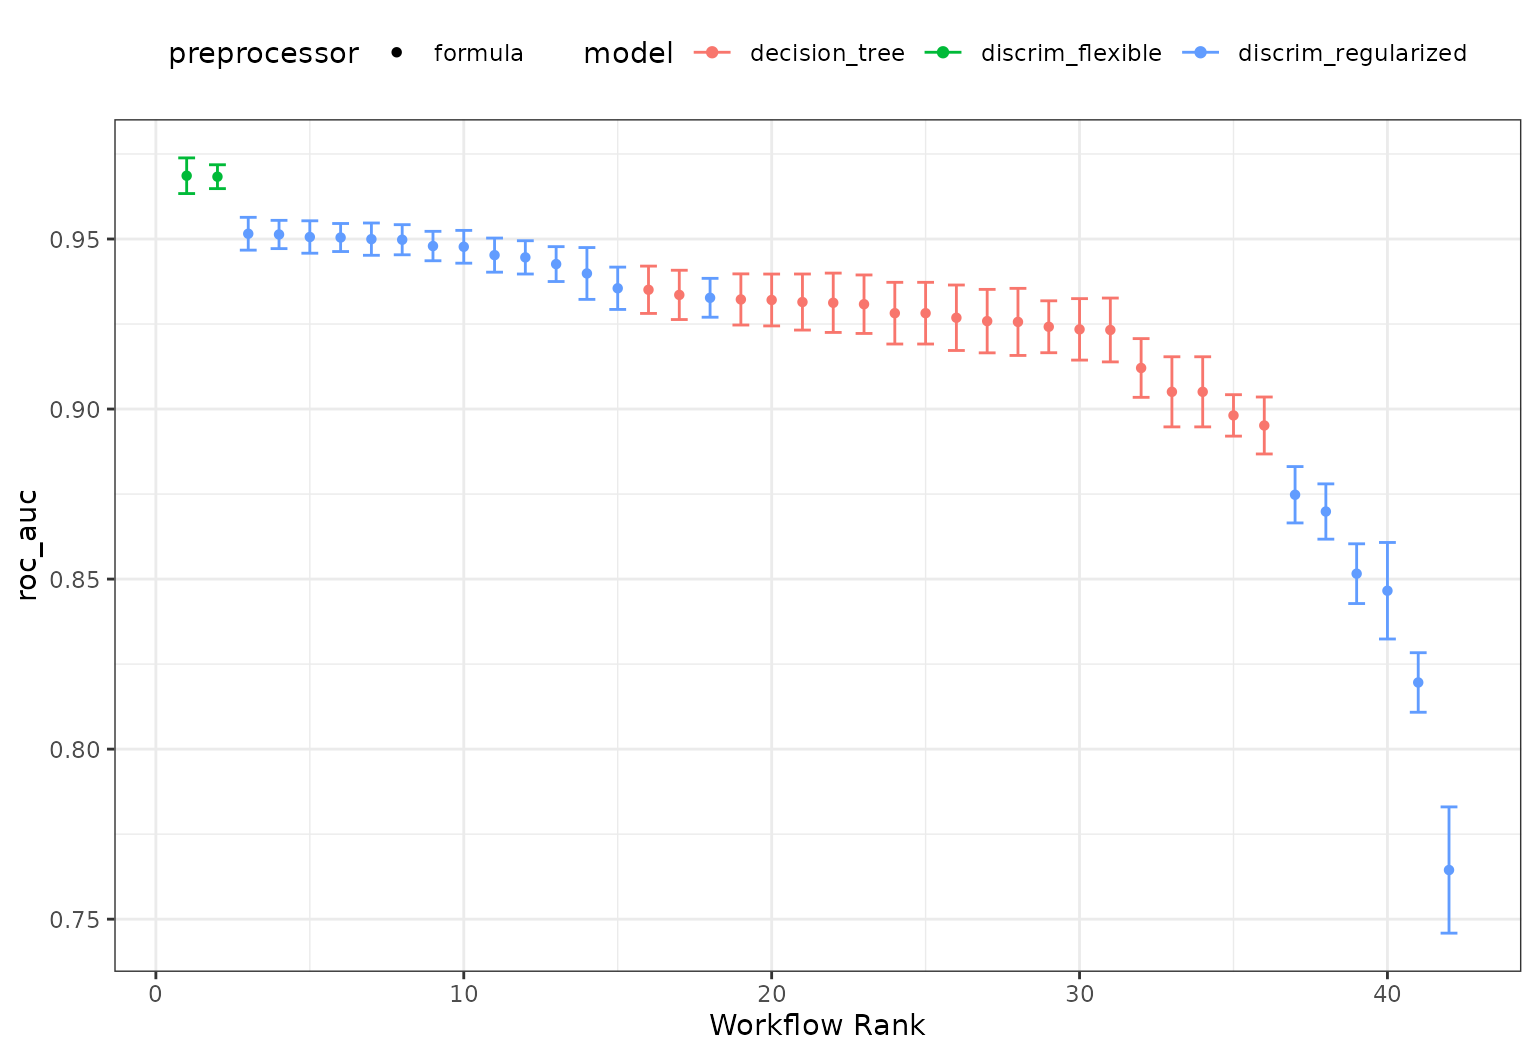 preprocessor formula model decision_tree discrim_flexible discrim_regularized
0.95
0.90
0.85
0.80
0.75
roc_auc
0 10 20 30 40
Workflow Rank